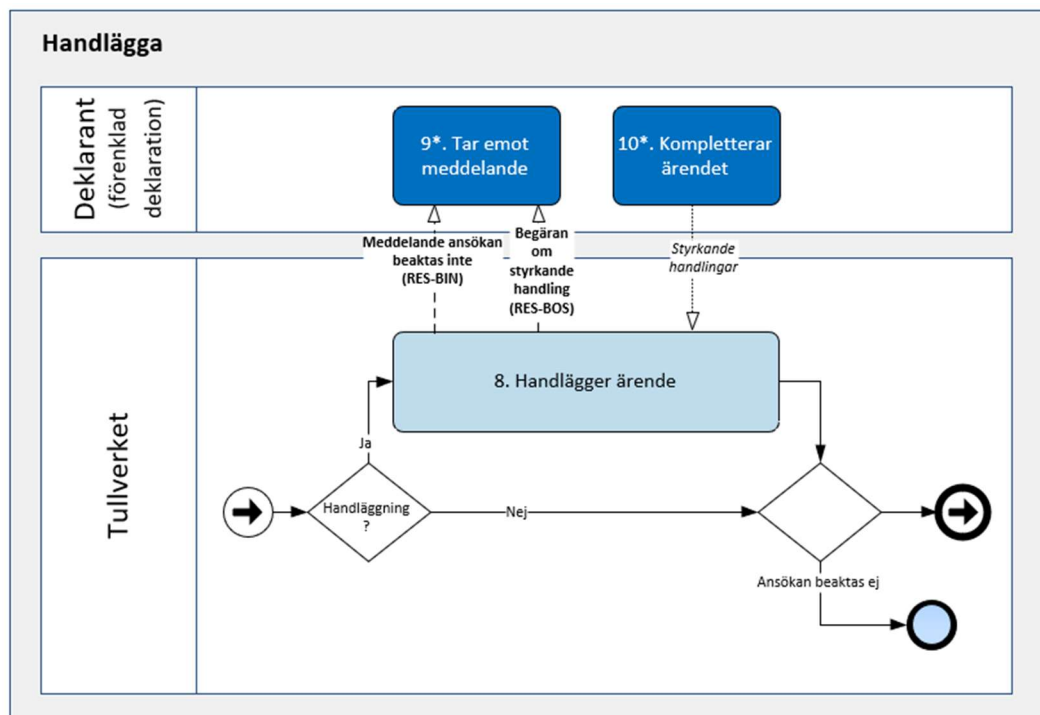 Handlägga
Deklarant
(förenklad
deklaration)
9*. Tar emot
meddelande
10*. Kompletterar
ärendet
Meddelande ansökan
beaktas inte
(RES-BIN)
Begäran
om
styrkande
handling
(RES-BOS)
Styrkande
handlingar
Tullverket
8. Handlägger ärende
Ja
Handläggning
?
Nej
Ansökan beaktas ej